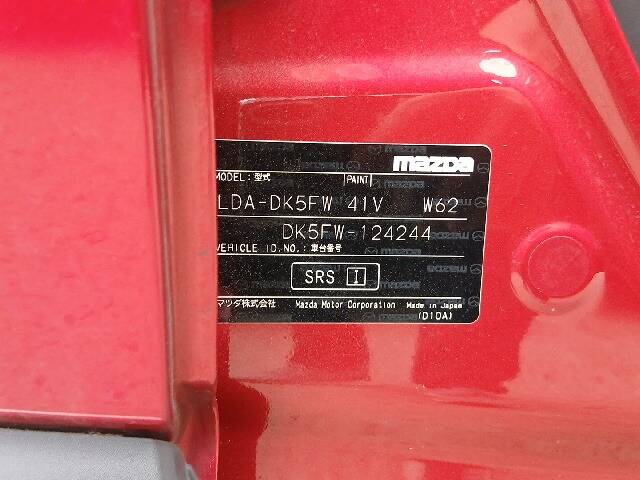 mazda
MODEL: 型式 PAINT
LDA-DK5FW 41V W62
DK5FW-124244
VEHICLE ID.NO.: 車台番号
SRS I
マツダ株式会社 Mazda Motor Corporation Made in Japan
(D1DA)